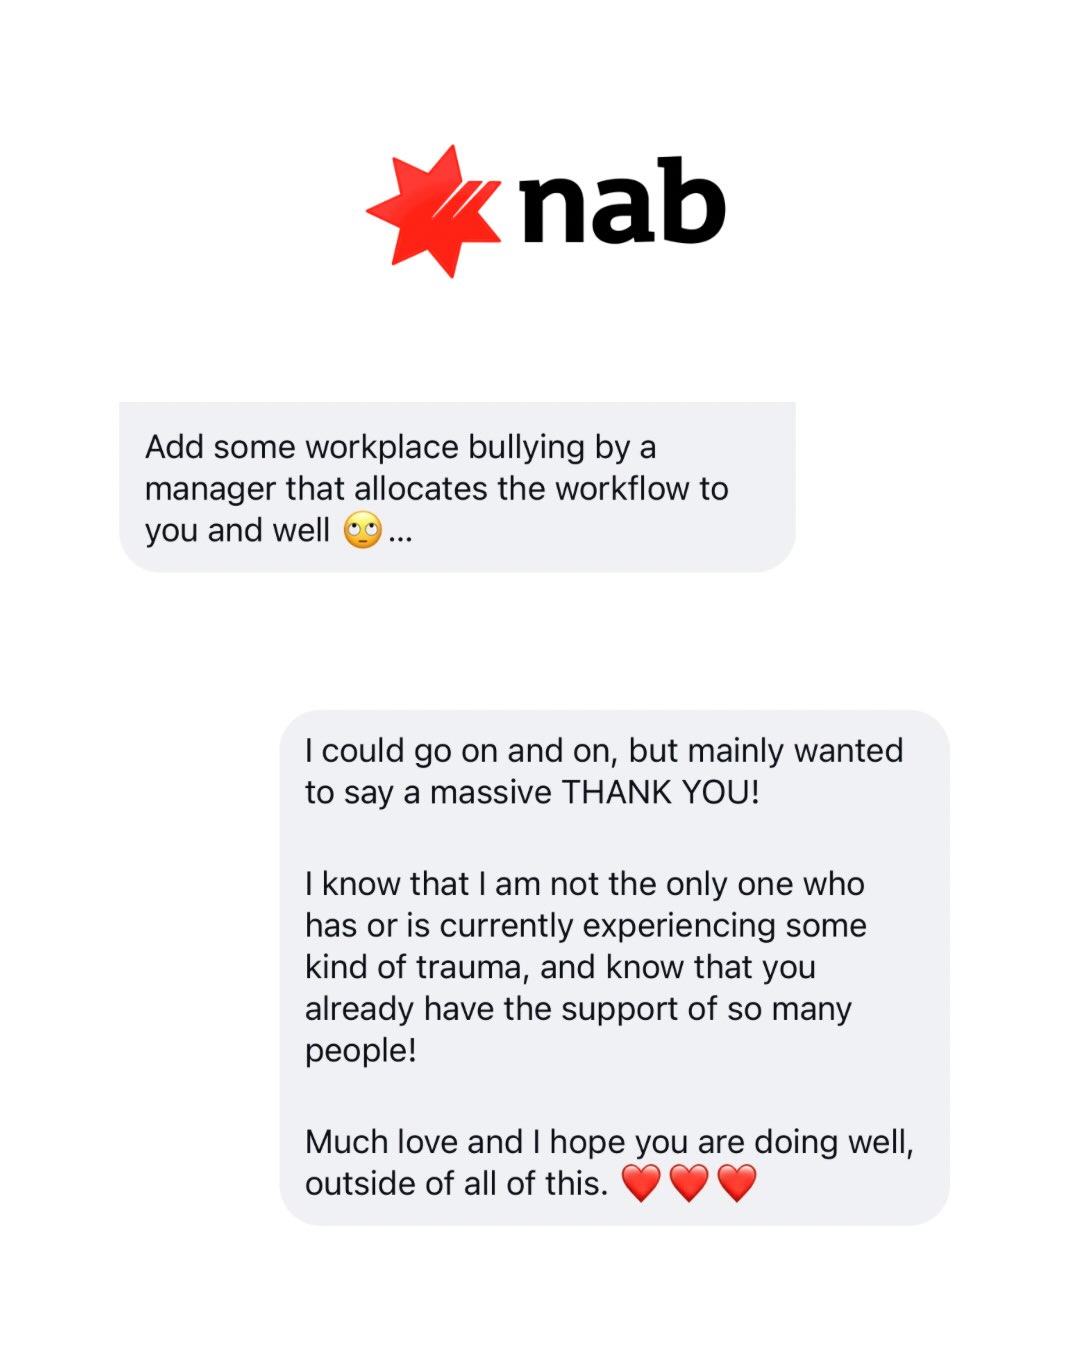 nab
Add some workplace bullying by a
manager that allocates the workflow to
you and well 🙄...
I could go on and on, but mainly wanted
to say a massive THANK YOU!
I know that I am not the only one who
has or is currently experiencing some
kind of trauma, and know that you
already have the support of so many
people!
Much love and I hope you are doing well,
outside of all of this. ❤️❤️❤️